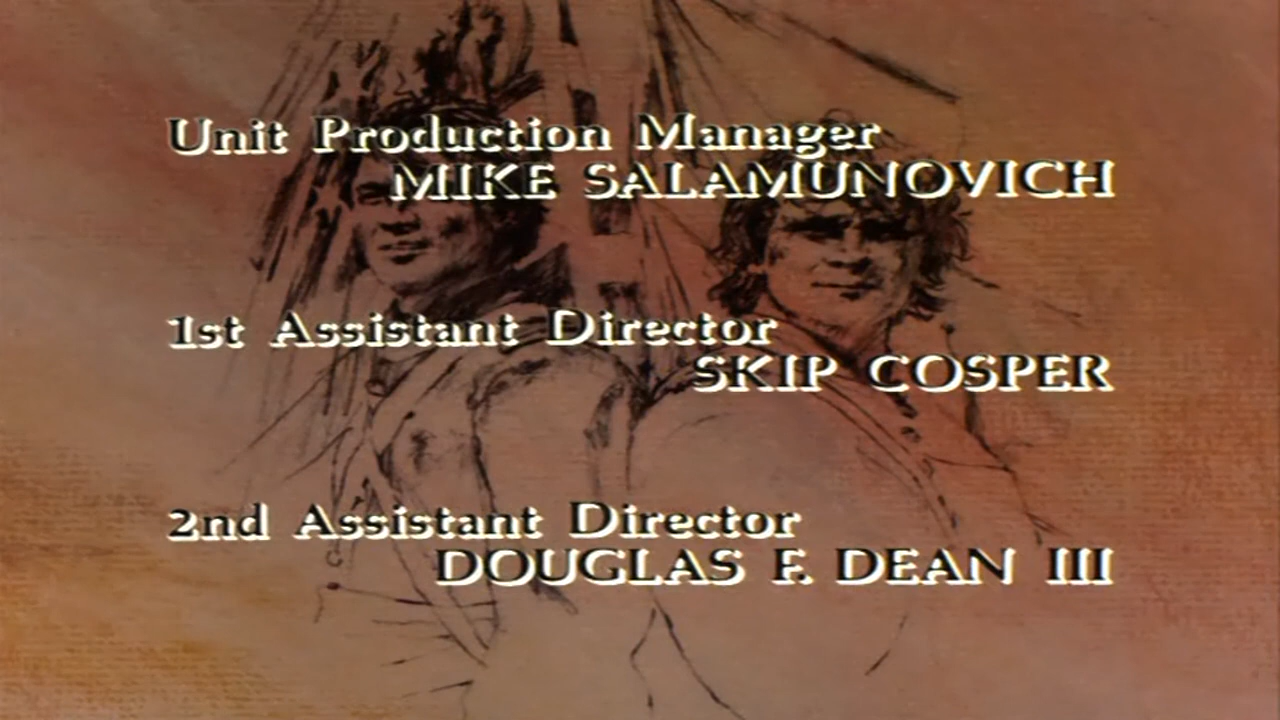 Unit Production Manager
MIKE SALAMUNOVICH
1st Assistant Director
SKIP COSPER
2nd Assistant Director
DOUGLAS F. DEAN III